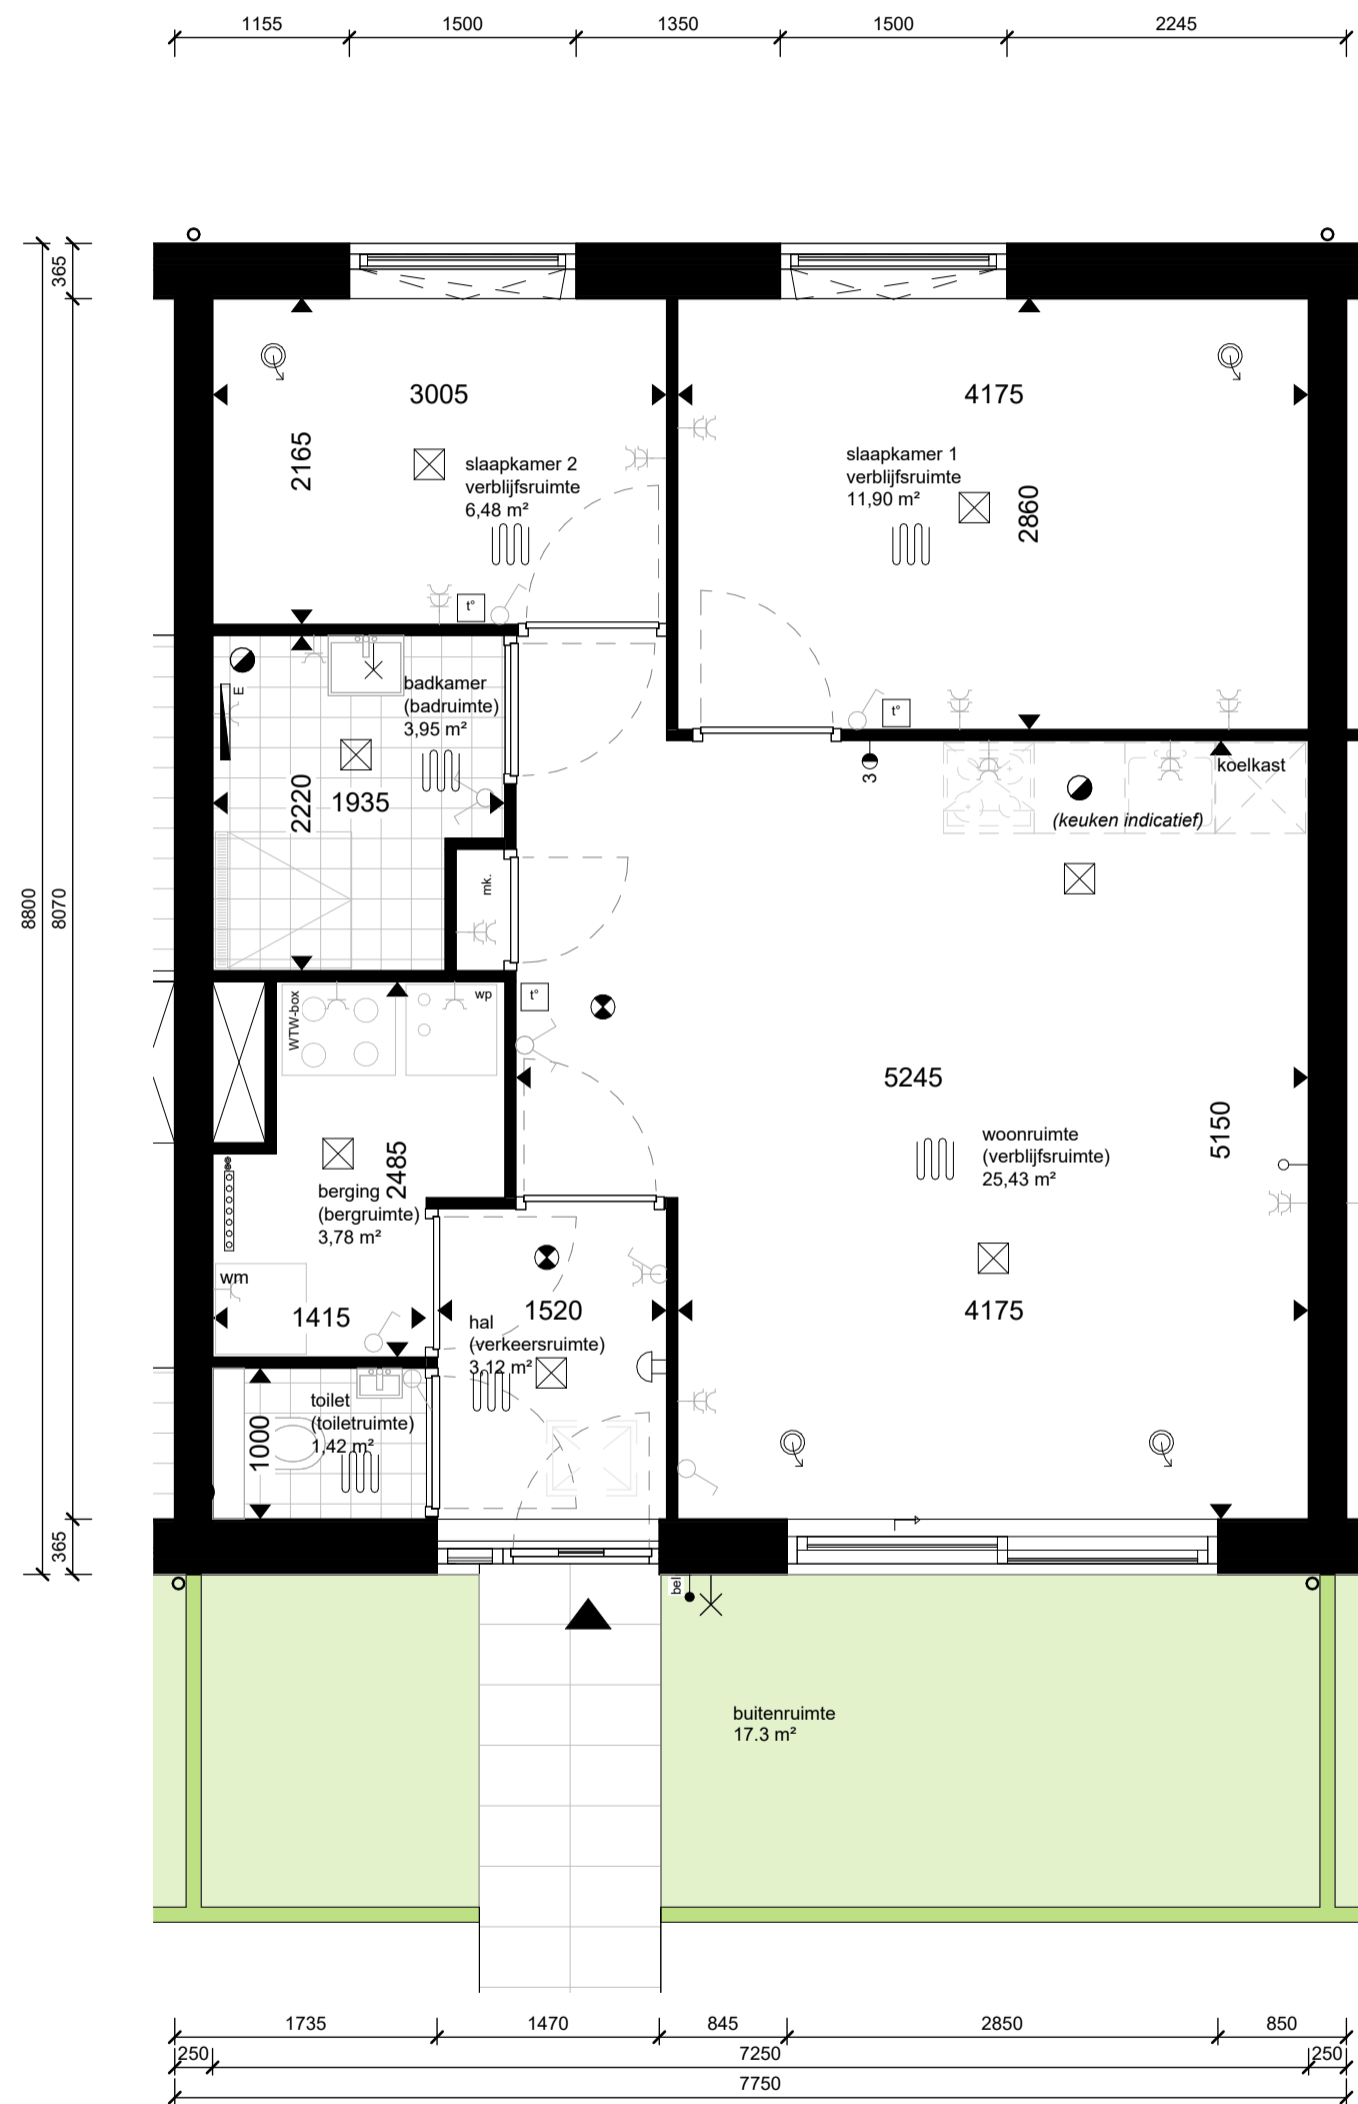 1155 1500 1350 1500 2245
365
3005
4175
2165
slaapkamer 2
verblijfsruimte
6,48 m²
slaapkamer 1
verblijfsruimte
11,90 m²
2860
t°
t°
E
badkamer
(badruimte)
3,95 m²
2220
1935
3
koelkast
(keuken indicatief)
mk.
8800
8070
WTW-box
wp
t°
5245
5150
woonruimte
(verblijfsruimte)
25,43 m²
2485
berging
(bergruimte)
3,78 m²
wm
1415
1520
4175
hal
(verkeersruimte)
3,12 m²
toilet
(toiletruimte)
1,42 m²
1000
365
bel
buitenruimte
17.3 m²
1735 1470 845 2850 850
250 7250 250
7750